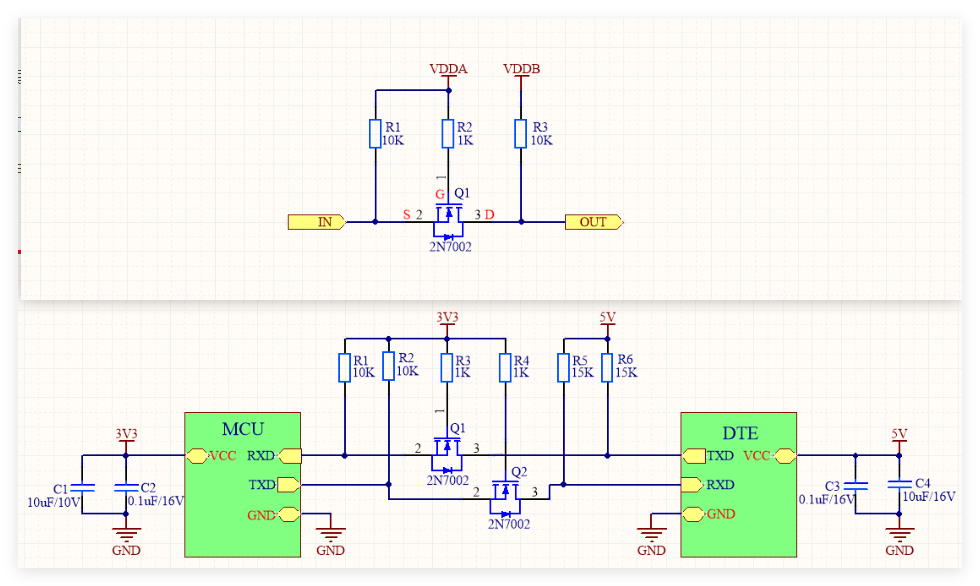 VDDA VDDB
R1 10K
R2 1K
R3 10K
1
G Q1
IN S 2 3 D OUT
2N7002
3V3 5V
R1 10K
R2 10K
R3 1K
R4 1K
R5 15K
R6 15K
1
MCU Q1 DTE
3V3 5V
VCC RXD 2 3 TXD VCC
2N7002 Q2
TXD RXD
C1 10uF/10V
C2 0.1uF/16V
2 3
C3 0.1uF/16V
C4 10uF/16V
GND GND
2N7002
GND GND GND GND